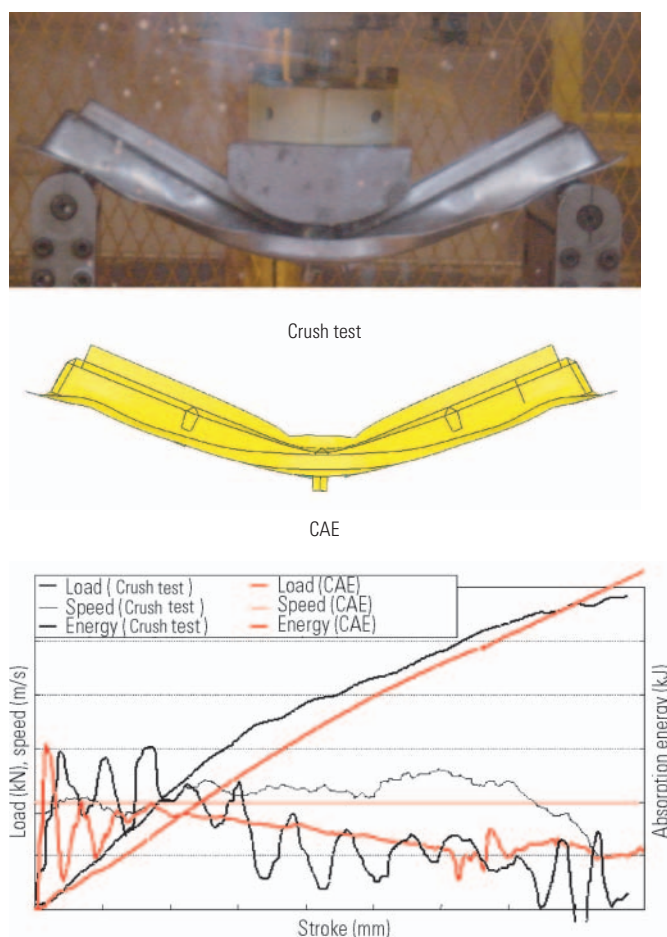 Crush test
CAE
Load ( Crush test )
Speed ( Crush test )
Energy ( Crush test )
Load (CAE)
Speed (CAE)
Energy (CAE)
Load (kN), speed (m/s)
Absorption energy (kJ)
Stroke (mm)